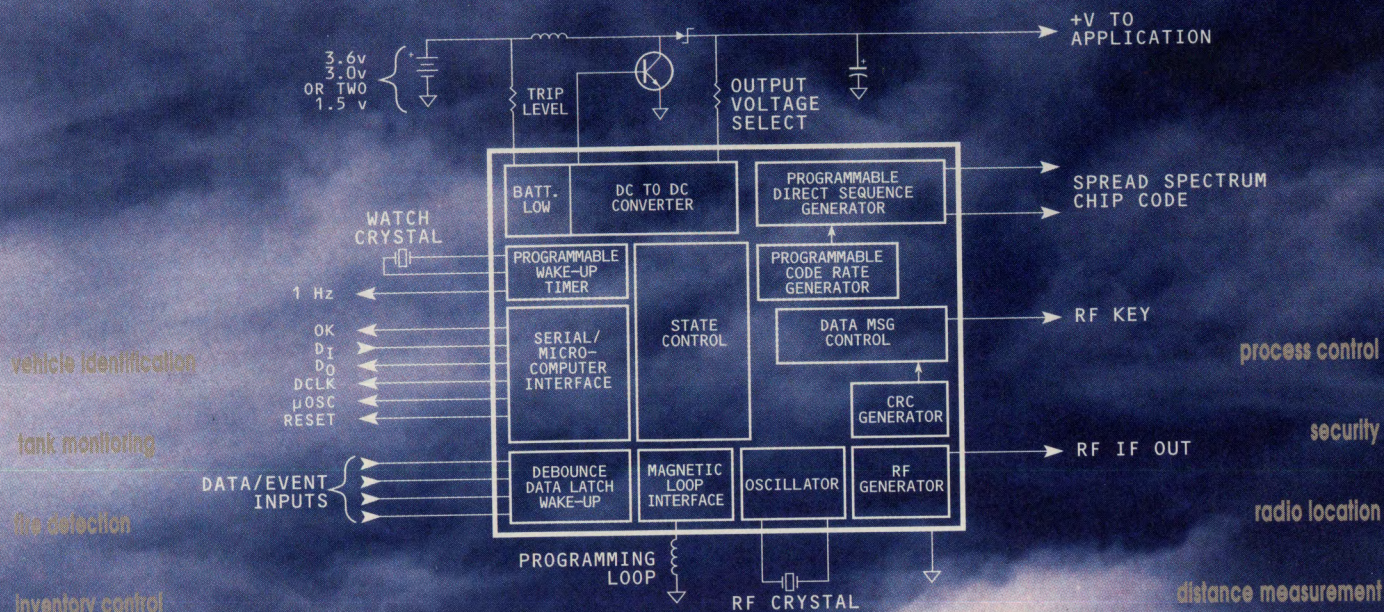 +V TO
APPLICATION
3.6v
3.0v
OR TWO
1.5 v
TRIP
LEVEL
OUTPUT
VOLTAGE
SELECT
BATT.
LOW
DC TO DC
CONVERTER
PROGRAMMABLE
DIRECT SEQUENCE
GENERATOR
SPREAD SPECTRUM
CHIP CODE
WATCH
CRYSTAL
PROGRAMMABLE
WAKE-UP
TIMER
PROGRAMMABLE
CODE RATE
GENERATOR
1 Hz
STATE
CONTROL
DATA MSG
CONTROL
RF KEY
OK
DI
DO
DCLK
µOSC
RESET
SERIAL/
MICRO-
COMPUTER
INTERFACE
CRC
GENERATOR
vehicle identification
process control
tank monitoring
security
RF IF OUT
DATA/EVENT
INPUTS
DEBOUNCE
DATA LATCH
WAKE-UP
MAGNETIC
LOOP
INTERFACE
OSCILLATOR
RF
GENERATOR
fire detection
radio location
PROGRAMMING
LOOP
RF CRYSTAL
inventory control
distance measurement